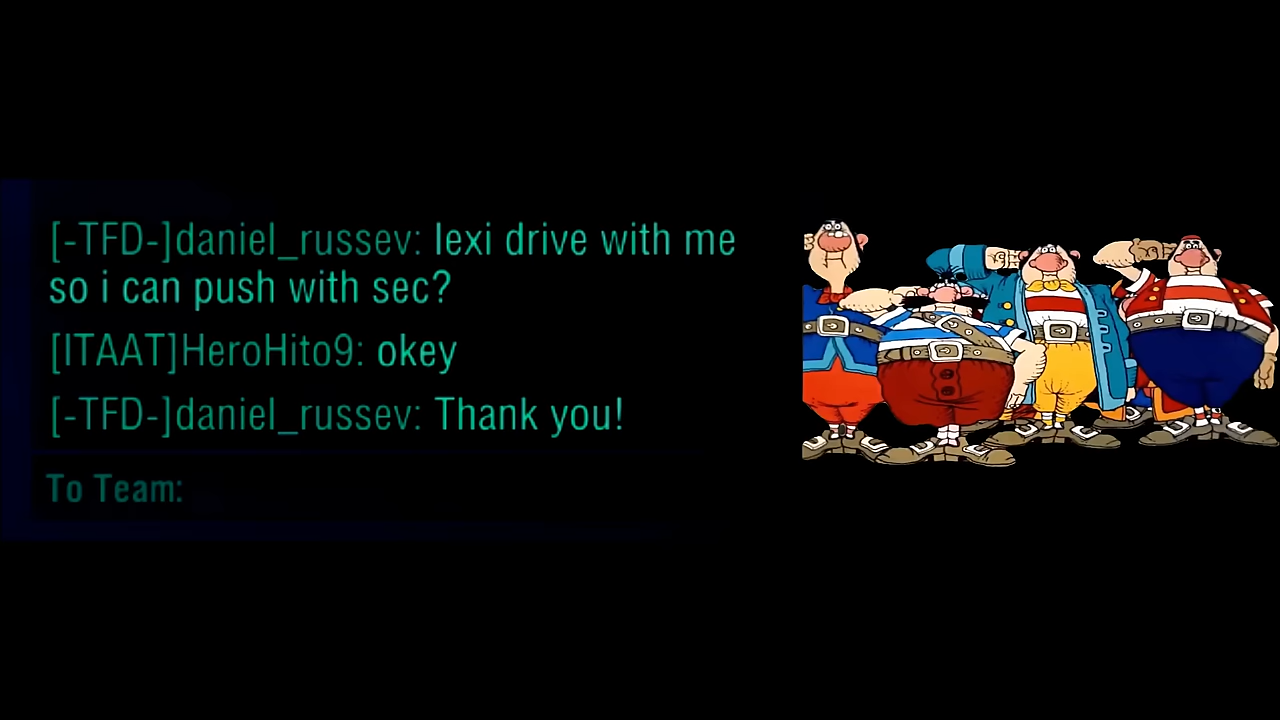 [-TFD-]daniel_russev: lexi drive with me
so i can push with sec?
[ITAAT]HeroHito9: okey
[-TFD-]daniel_russev: Thank you!
To Team: